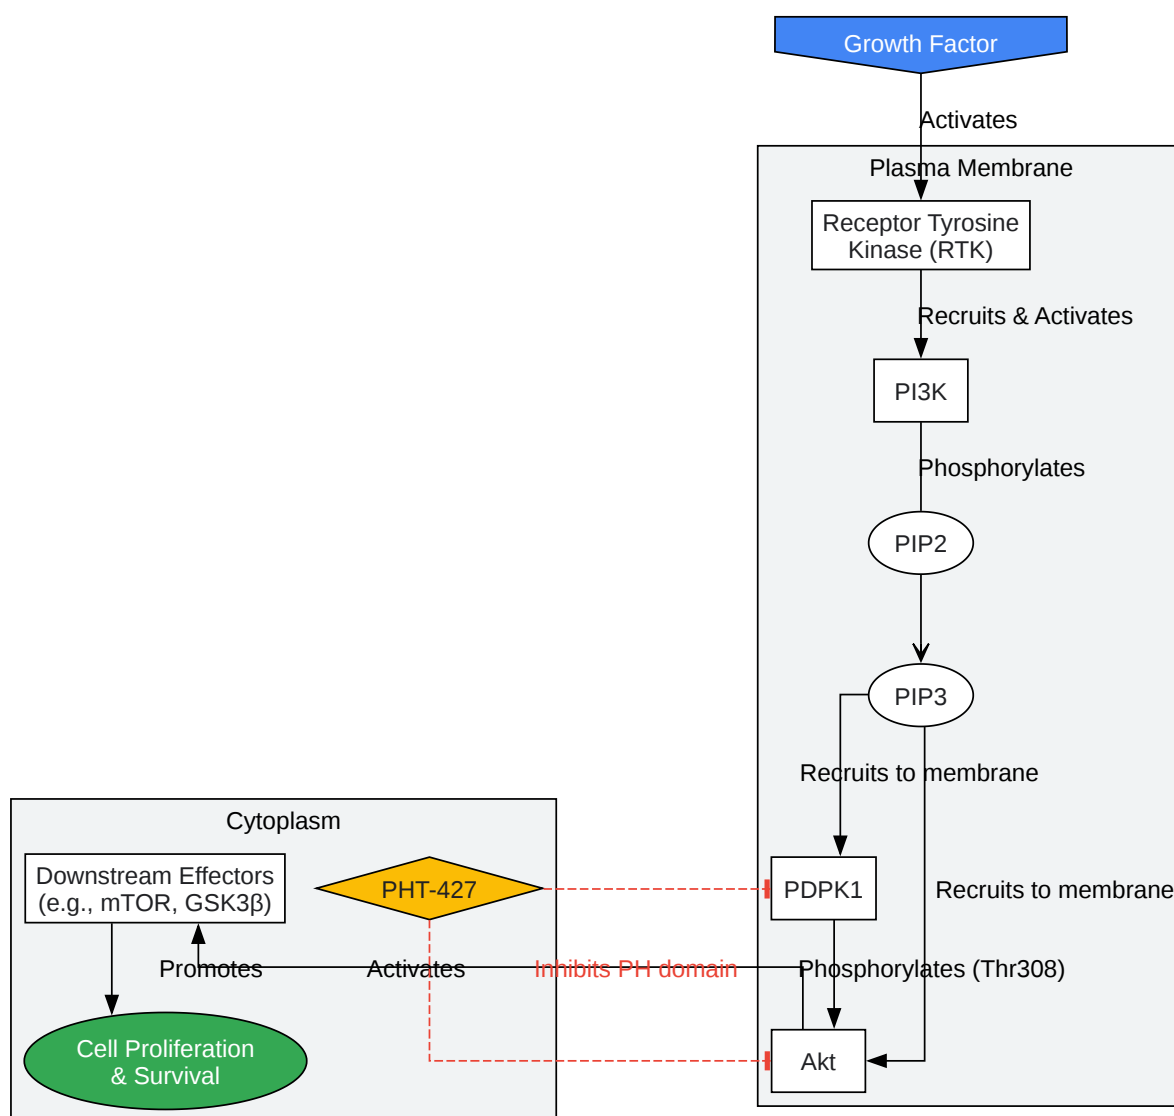 Growth Factor
Activates
Plasma Membrane
Receptor Tyrosine
Kinase (RTK)
Recruits & Activates
PI3K
Phosphorylates
PIP2
PIP3
Recruits to membrane
Cytoplasm
Downstream Effectors
(e.g., mTOR, GSK3β)
PHT-427
PDPK1
Recruits to membrane
Promotes
Activates
Inhibits PH domain
Phosphorylates (Thr308)
Cell Proliferation
& Survival
Akt